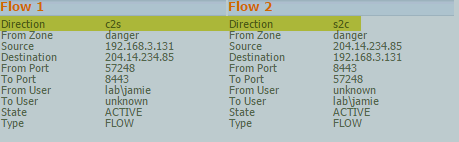 Flow 1 Flow 2
Direction c2s Direction s2c
From Zone danger From Zone danger
Source 192.168.3.131 Source 204.14.234.85
Destination 204.14.234.85 Destination 192.168.3.131
From Port 57248 From Port 8443
To Port 8443 To Port 57248
From User lab\jamie From User unknown
To User unknown To User lab\jamie
State ACTIVE State ACTIVE
Type FLOW Type FLOW